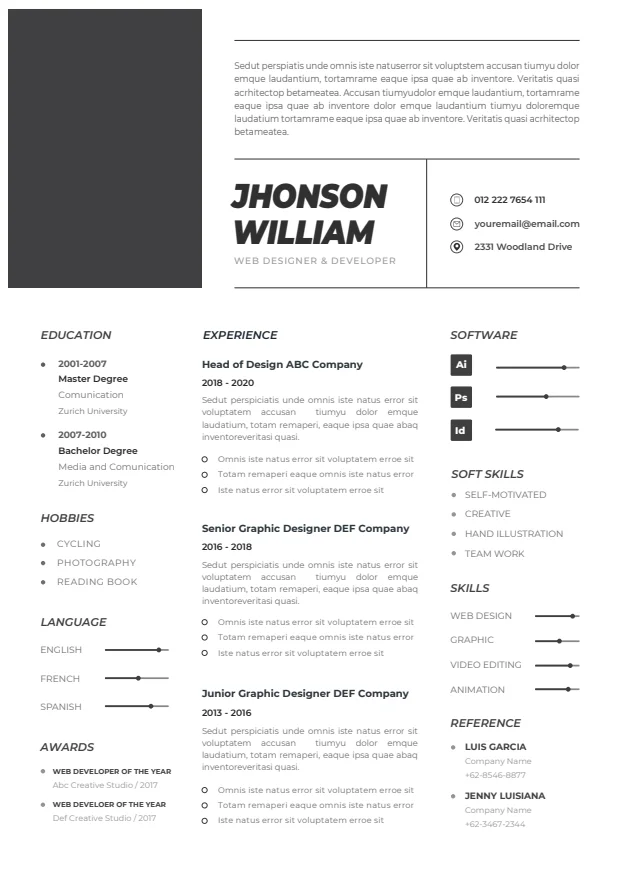 Sedut perspiatis unde omnis iste natuserror sit voluptstem accusan tiumyu dolor
emque laudantium, tortamrame eaque ipsa quae ab inventore. Veritatis quasi
acrhitectop betameatea. Accusan tiumyudolor emque laudantium, tortamrame
eaque ipsa quae ab inventore dolor emque laudantium tiumyu doloremque
laudatium tortamrame eaque ipsa quae ab inventore. Veritatis quasi acrhitectop
betameatea.
JHONSON
WILLIAM
WEB DESIGNER & DEVELOPER
012 222 7654 111
youremail@email.com
2331 Woodland Drive
EDUCATION
2001-2007
Master Degree
Comunication
Zurich University
2007-2010
Bachelor Degree
Media and Comunication
Zurich University
HOBBIES
CYCLING
PHOTOGRAPHY
READING BOOK
LANGUAGE
ENGLISH
FRENCH
SPANISH
AWARDS
WEB DEVELOPER OF THE YEAR
Abc Creative Studio / 2017
WEB DEVELOER OF THE YEAR
Def Creative Studio / 2017
EXPERIENCE
Head of Design ABC Company
2018 - 2020
Sedut perspiciatis unde omnis iste natus error sit
voluptatem accusan tiumyu dolor emque
laudantium, totam remaperi, eaque ipsa quae abaq
inventoreveritasi quasi.
Omnis iste natus error sit voluptatem erroe sit
Totam remaperi eaque omnis iste natus error
Iste natus error sit voluptatem erroe sit
Senior Graphic Designer DEF Company
2016 - 2018
Sedut perspiciatis unde omnis iste natus error sit
voluptatem accusan tiumyu dolor emque
laudantium, totam remaperi, eaque ipsa quae abaq
inventoreveritasi quasi.
Omnis iste natus error sit voluptatem erroe sit
Totam remaperi eaque omnis iste natus error
Iste natus error sit voluptatem erroe sit
Junior Graphic Designer DEF Company
2013 - 2016
Sedut perspiciatis unde omnis iste natus error sit
voluptatem accusan tiumyu dolor emque
laudantium, totam remaperi, eaque ipsa quae abaq
inventoreveritasi quasi.
Omnis iste natus error sit voluptatem erroe sit
Totam remaperi eaque omnis iste natus error
Iste natus error sit voluptatem erroe sit
SOFTWARE
Ai
Ps
Id
SOFT SKILLS
SELF-MOTIVATED
CREATIVE
HAND ILLUSTRATION
TEAM WORK
SKILLS
WEB DESIGN
GRAPHIC
VIDEO EDITING
ANIMATION
REFERENCE
LUIS GARCIA
Company Name
+62-8546-8877
JENNY LUISIANA
Company Name
+62-3467-2344